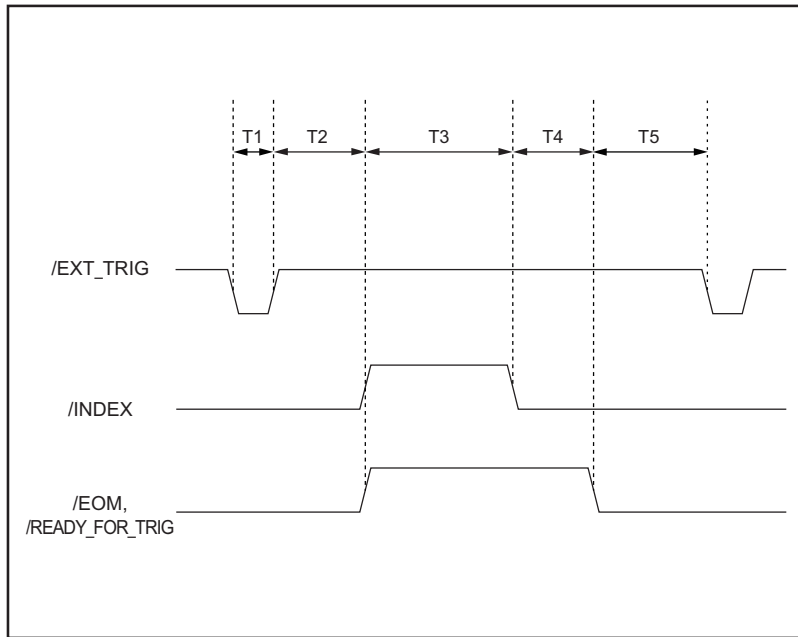 T1 T2 T3 T4 T5
/EXT_TRIG
/INDEX
/EOM,
/READY_FOR_TRIG